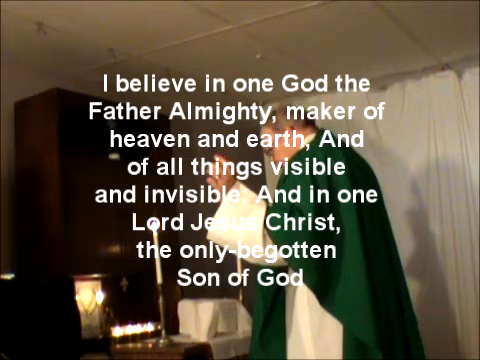 I believe in one God the
Father Almighty, maker of
heaven and earth, And
of all things visible
and invisible: And in one
Lord Jesus Christ,
the only-begotten
Son of God